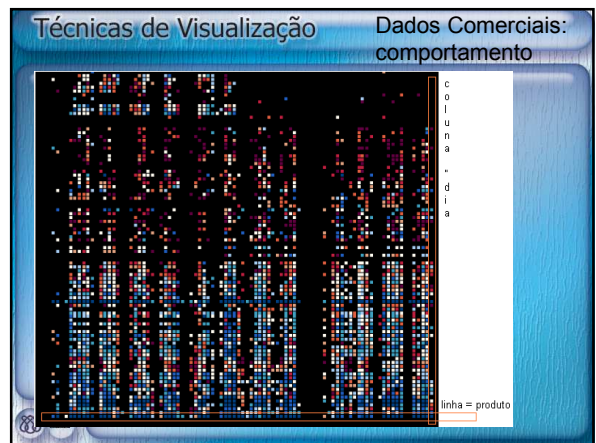 Técnicas de Visualização
Dados Comerciais:
comportamento
c
o
l
u
n
a
"
d
i
a
linha = produto